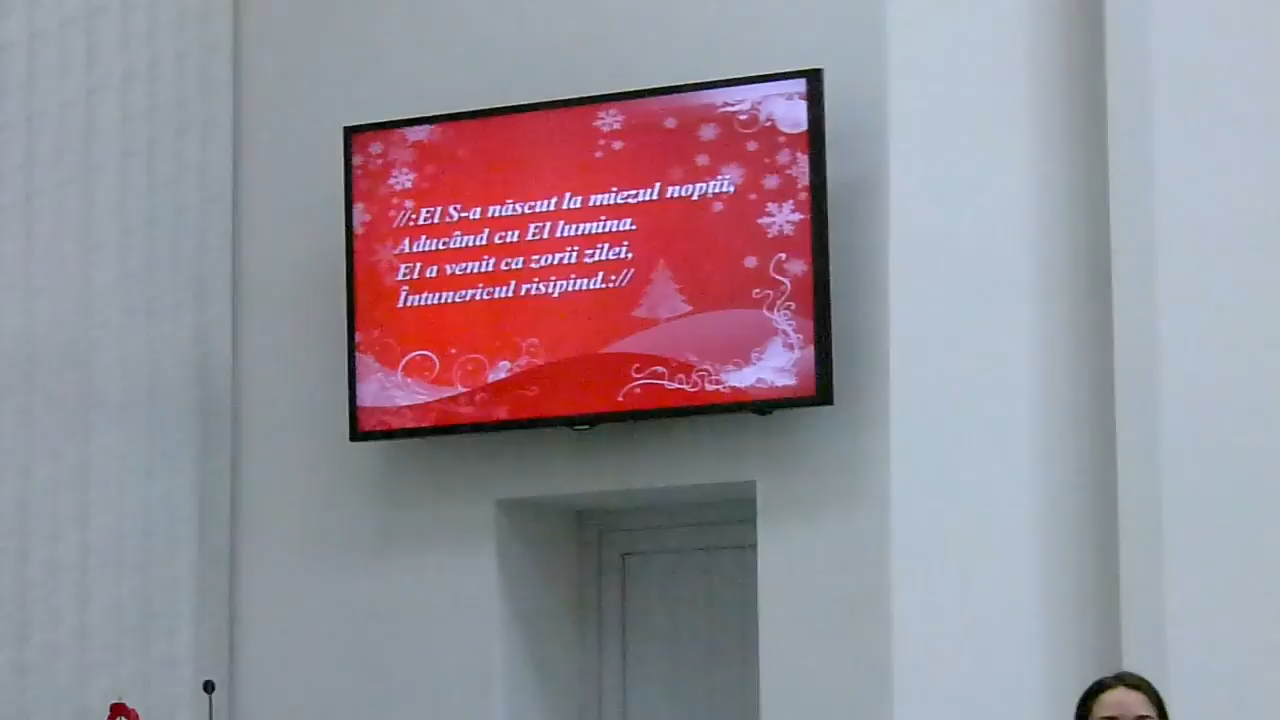 //:El S-a născut la miezul nopții,
Aducând cu El lumina.
El a venit ca zorii zilei,
Întunericul risipind.://